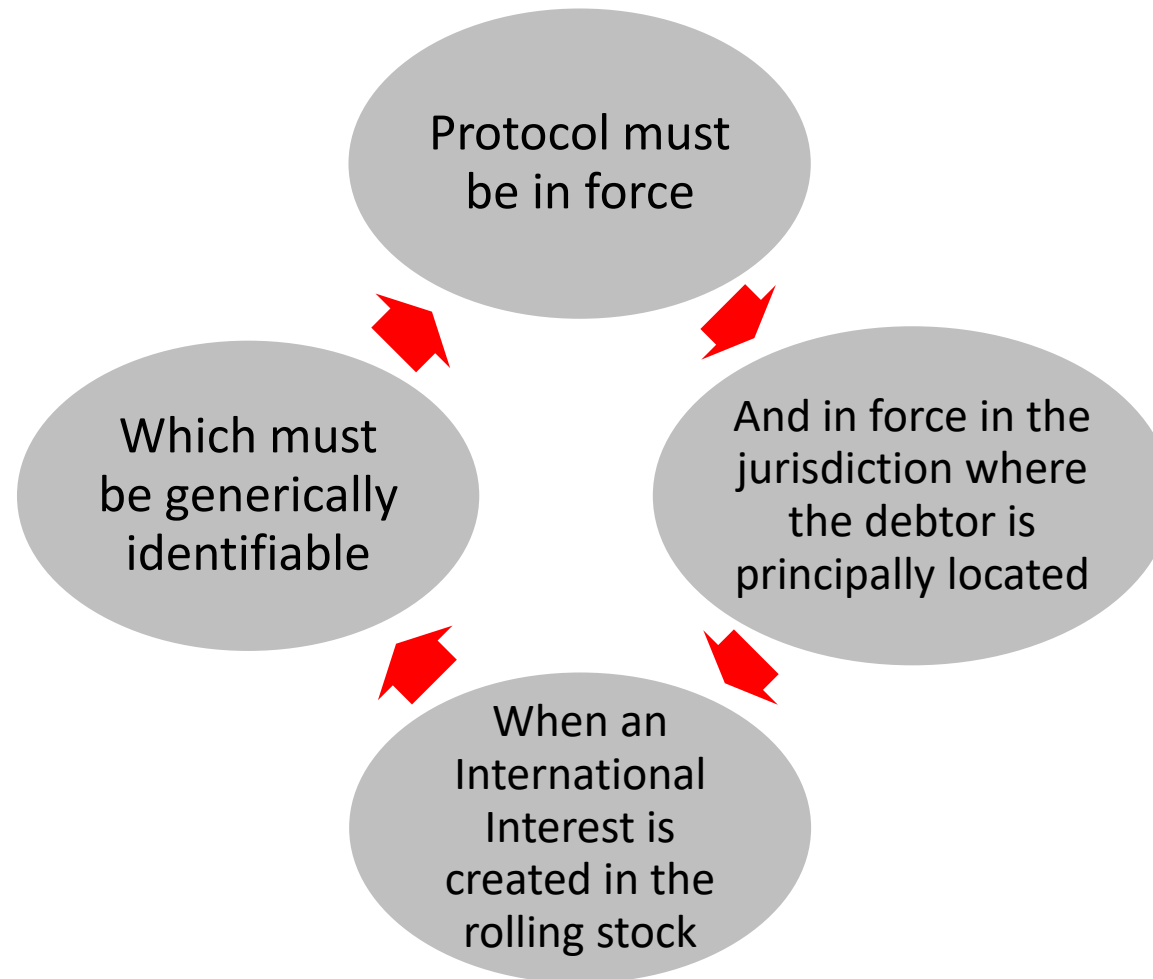 Protocol must
be in force
And in force in the
jurisdiction where
the debtor is
principally located
When an
International
Interest is
created in the
rolling stock
Which must
be generically
identifiable